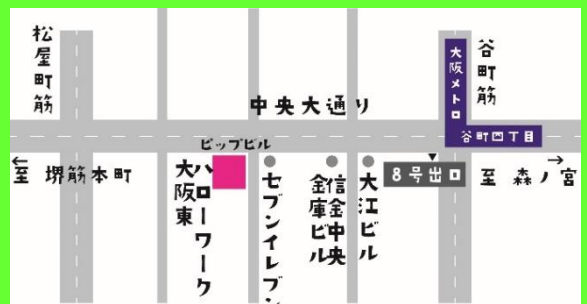 松屋町筋
谷町筋
大阪メトロ
谷町四丁目
中央大通り
ピップビル
←
至 堺筋本町
ハローワーク
大阪東
セブンイレブン
信金中央
金庫ビル
大江ビル
8号出口
→
至 森ノ宮